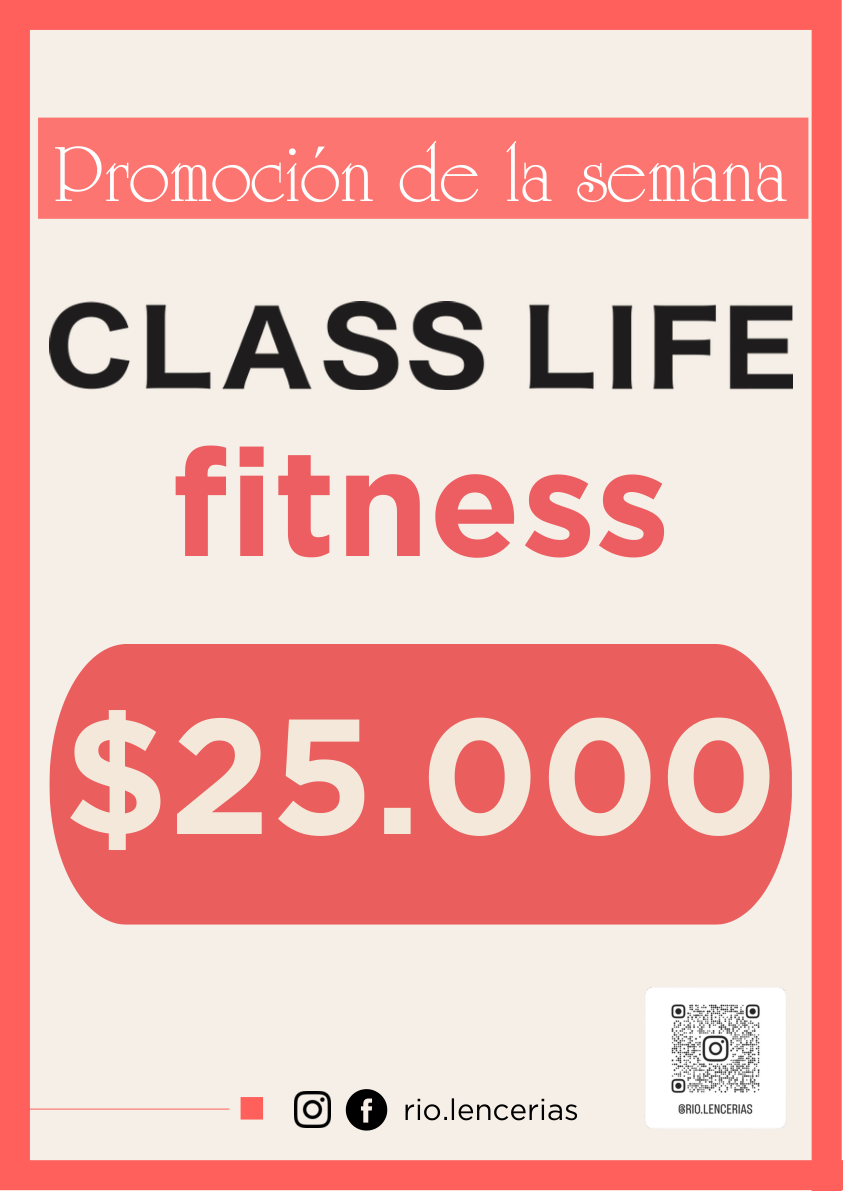 Promoción de la semana
CLASS LIFE
fitness
$25.000
rio.lencerias
@RIO.LENCERIAS